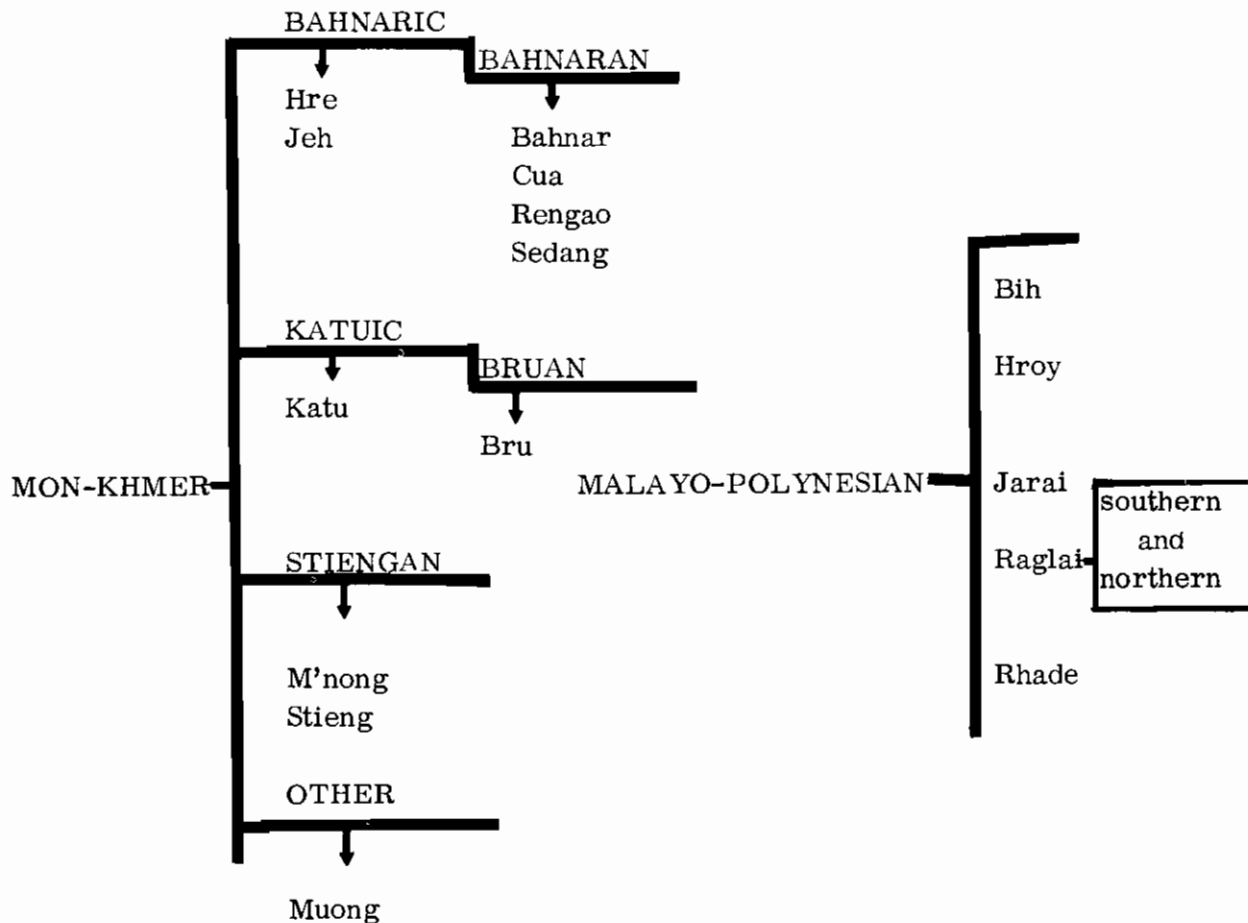 BAHNARIC
Hre
Jeh
BAHNARAN
Bahnar
Cua
Rengao
Sedang
KATUIC
Katu
BRUAN
Bru
MON-KHMER
STIENGAN
M'nong
Stieng
OTHER
Muong
MALAYO-POLYNESIAN
Bih
Hroy
Jarai
Raglai
southern
and
northern
Rhade